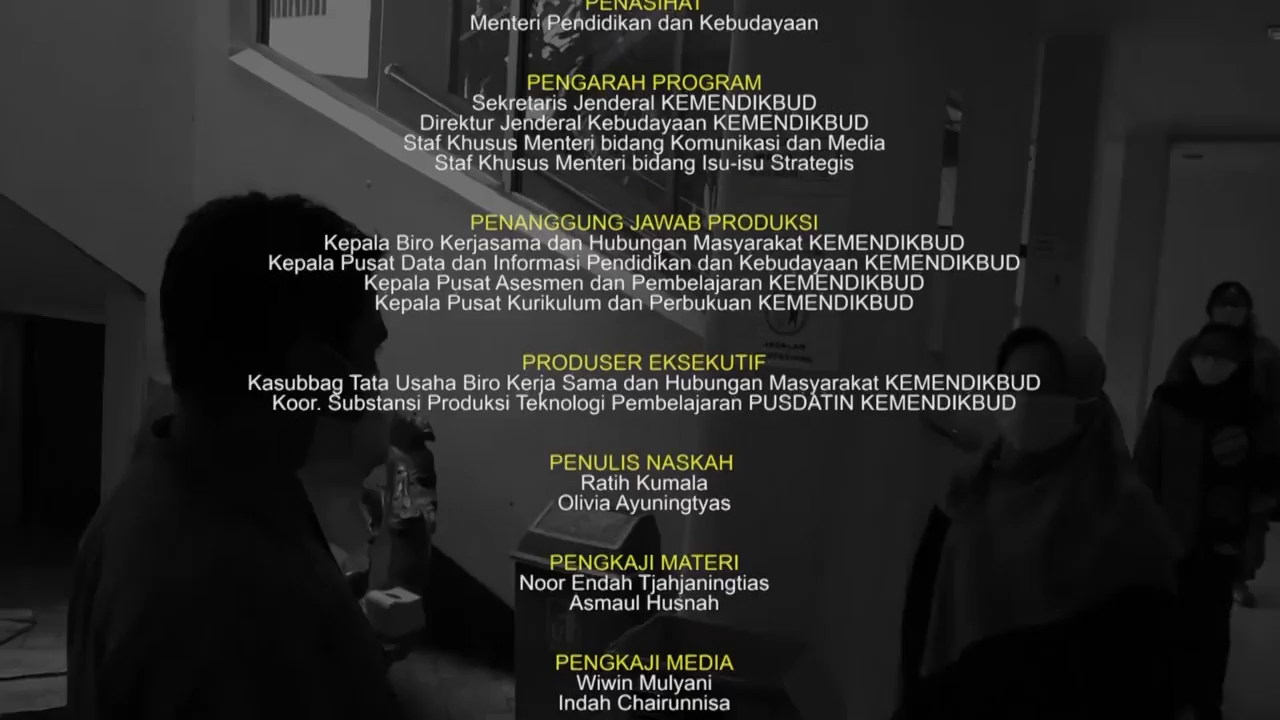 PENASIHAT
Menteri Pendidikan dan Kebudayaan
PENGARAH PROGRAM
Sekretaris Jenderal KEMENDIKBUD
Direktur Jenderal Kebudayaan KEMENDIKBUD
Staf Khusus Menteri bidang Komunikasi dan Media
Staf Khusus Menteri bidang Isu-isu Strategis
PENANGGUNG JAWAB PRODUKSI
Kepala Biro Kerjasama dan Hubungan Masyarakat KEMENDIKBUD
Kepala Pusat Data dan Informasi Pendidikan dan Kebudayaan KEMENDIKBUD
Kepala Pusat Asesmen dan Pembelajaran KEMENDIKBUD
Kepala Pusat Kurikulum dan Perbukuan KEMENDIKBUD
PRODUSER EKSEKUTIF
Kasubbag Tata Usaha Biro Kerja Sama dan Hubungan Masyarakat KEMENDIKBUD
Koor. Substansi Produksi Teknologi Pembelajaran PUSDATIN KEMENDIKBUD
PENULIS NASKAH
Ratih Kumala
Olivia Ayuningtyas
PENGKAJI MATERI
Noor Endah Tjahjaningtias
Asmaul Husnah
PENGKAJI MEDIA
Wiwin Mulyani
Indah Chairunnisa